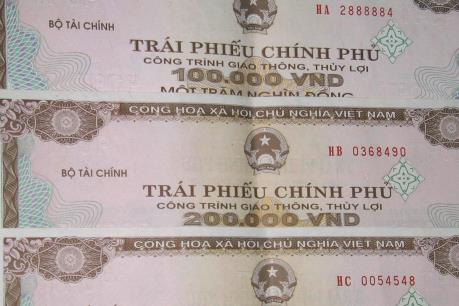 HA 2888884
BỘ TÀI CHÍNH
TRÁI PHIẾU CHÍNH PHỦ
CÔNG TRÌNH GIAO THÔNG, THỦY LỢI
100.000 VND
MỘT TRĂM NGHÌN ĐỒNG
CỘNG HÒA XÃ HỘI CHỦ NGHĨA VIỆT NAM
HB 0368490
BỘ TÀI CHÍNH
TRÁI PHIẾU CHÍNH PHỦ
CÔNG TRÌNH GIAO THÔNG, THỦY LỢI
200.000 VND
CỘNG HÒA XÃ HỘI CHỦ NGHĨA VIỆT NAM
HC 0054548